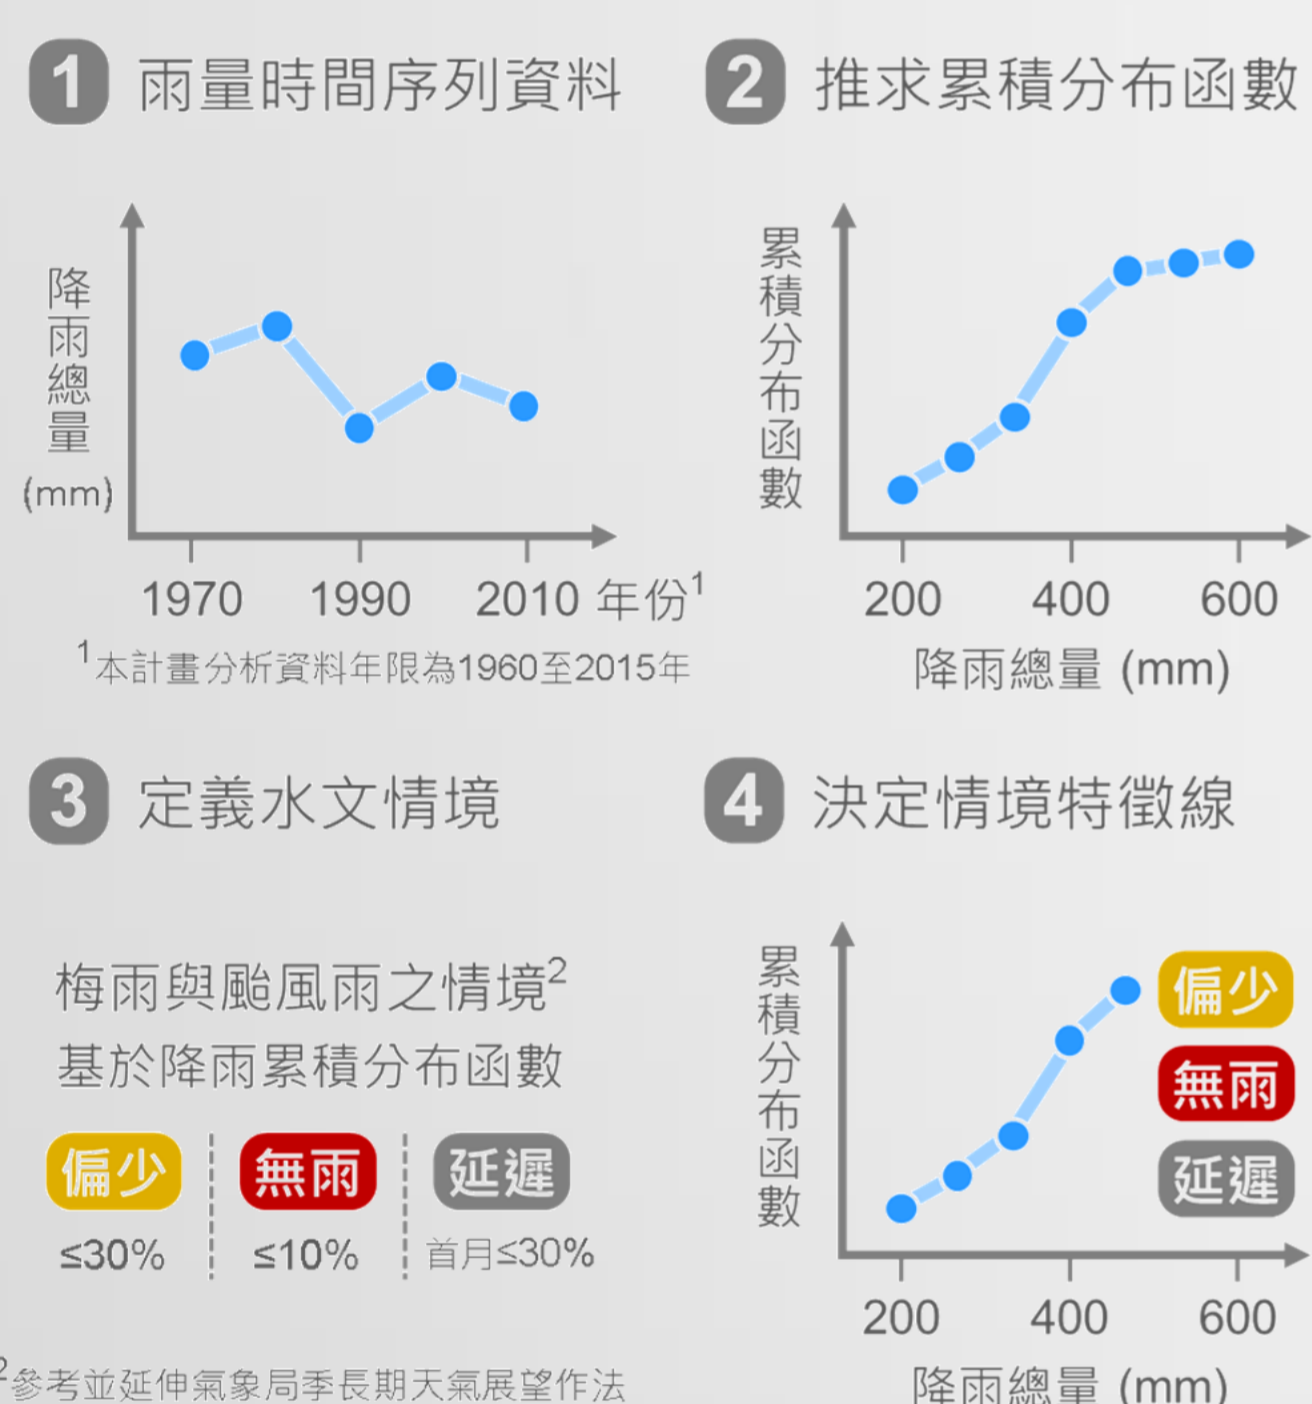 1 雨量時間序列資料
降雨總量
(mm)
1970 1990 2010 年份1
1本計畫分析資料年限為1960至2015年
2 推求累積分布函數
累積分布函數
200 400 600
降雨總量 (mm)
3 定義水文情境
梅雨與颱風雨之情境2
基於降雨累積分布函數
偏少 無雨 延遲
≤30% ≤10% 首月≤30%
2參考並延伸氣象局季長期天氣展望作法
4 決定情境特徵線
累積分布函數
偏少
無雨
延遲
200 400 600
降雨總量 (mm)